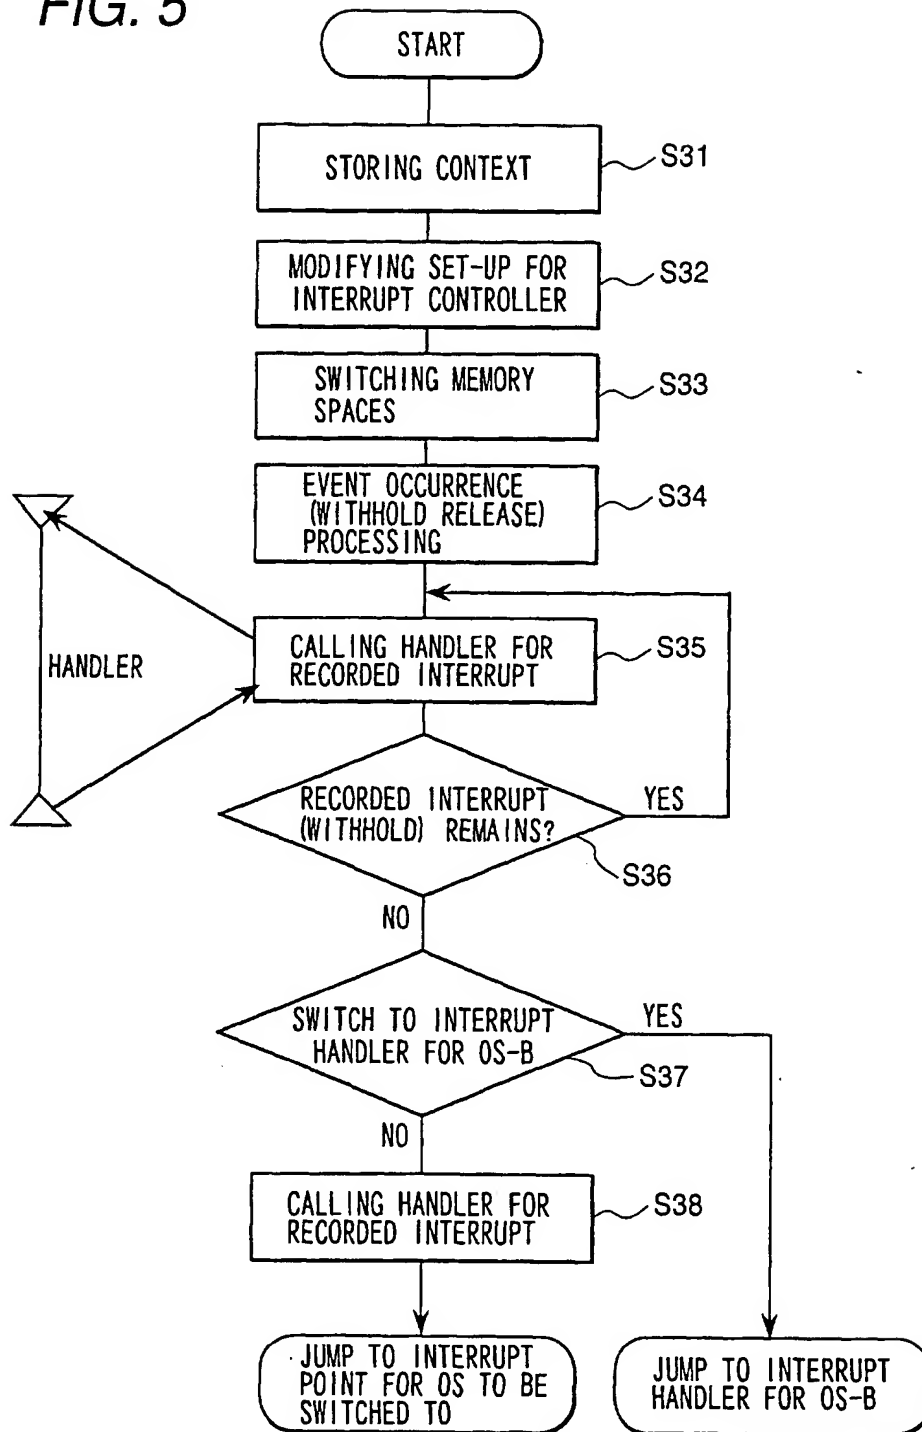 FIG. 5
START
STORING CONTEXT
S31
MODIFYING SET-UP FOR
INTERRUPT CONTROLLER
S32
SWITCHING MEMORY
SPACES
S33
EVENT OCCURRENCE
(WITHHOLD RELEASE)
PROCESSING
S34
HANDLER
CALLING HANDLER FOR
RECORDED INTERRUPT
S35
RECORDED INTERRUPT
(WITHHOLD) REMAINS?
YES
S36
NO
SWITCH TO INTERRUPT
HANDLER FOR OS-B
YES
S37
NO
CALLING HANDLER FOR
RECORDED INTERRUPT
S38
JUMP TO INTERRUPT
POINT FOR OS TO BE
SWITCHED TO
JUMP TO INTERRUPT
HANDLER FOR OS-B